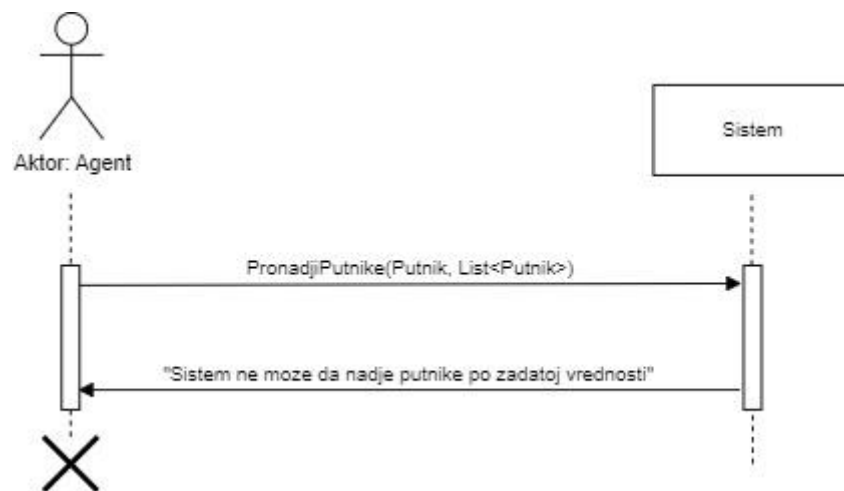 Sistem
Aktor: Agent
PronadjiPutnike(Putnik, List<Putnik>)
"Sistem ne moze da nadje putnike po zadatoj vrednosti"